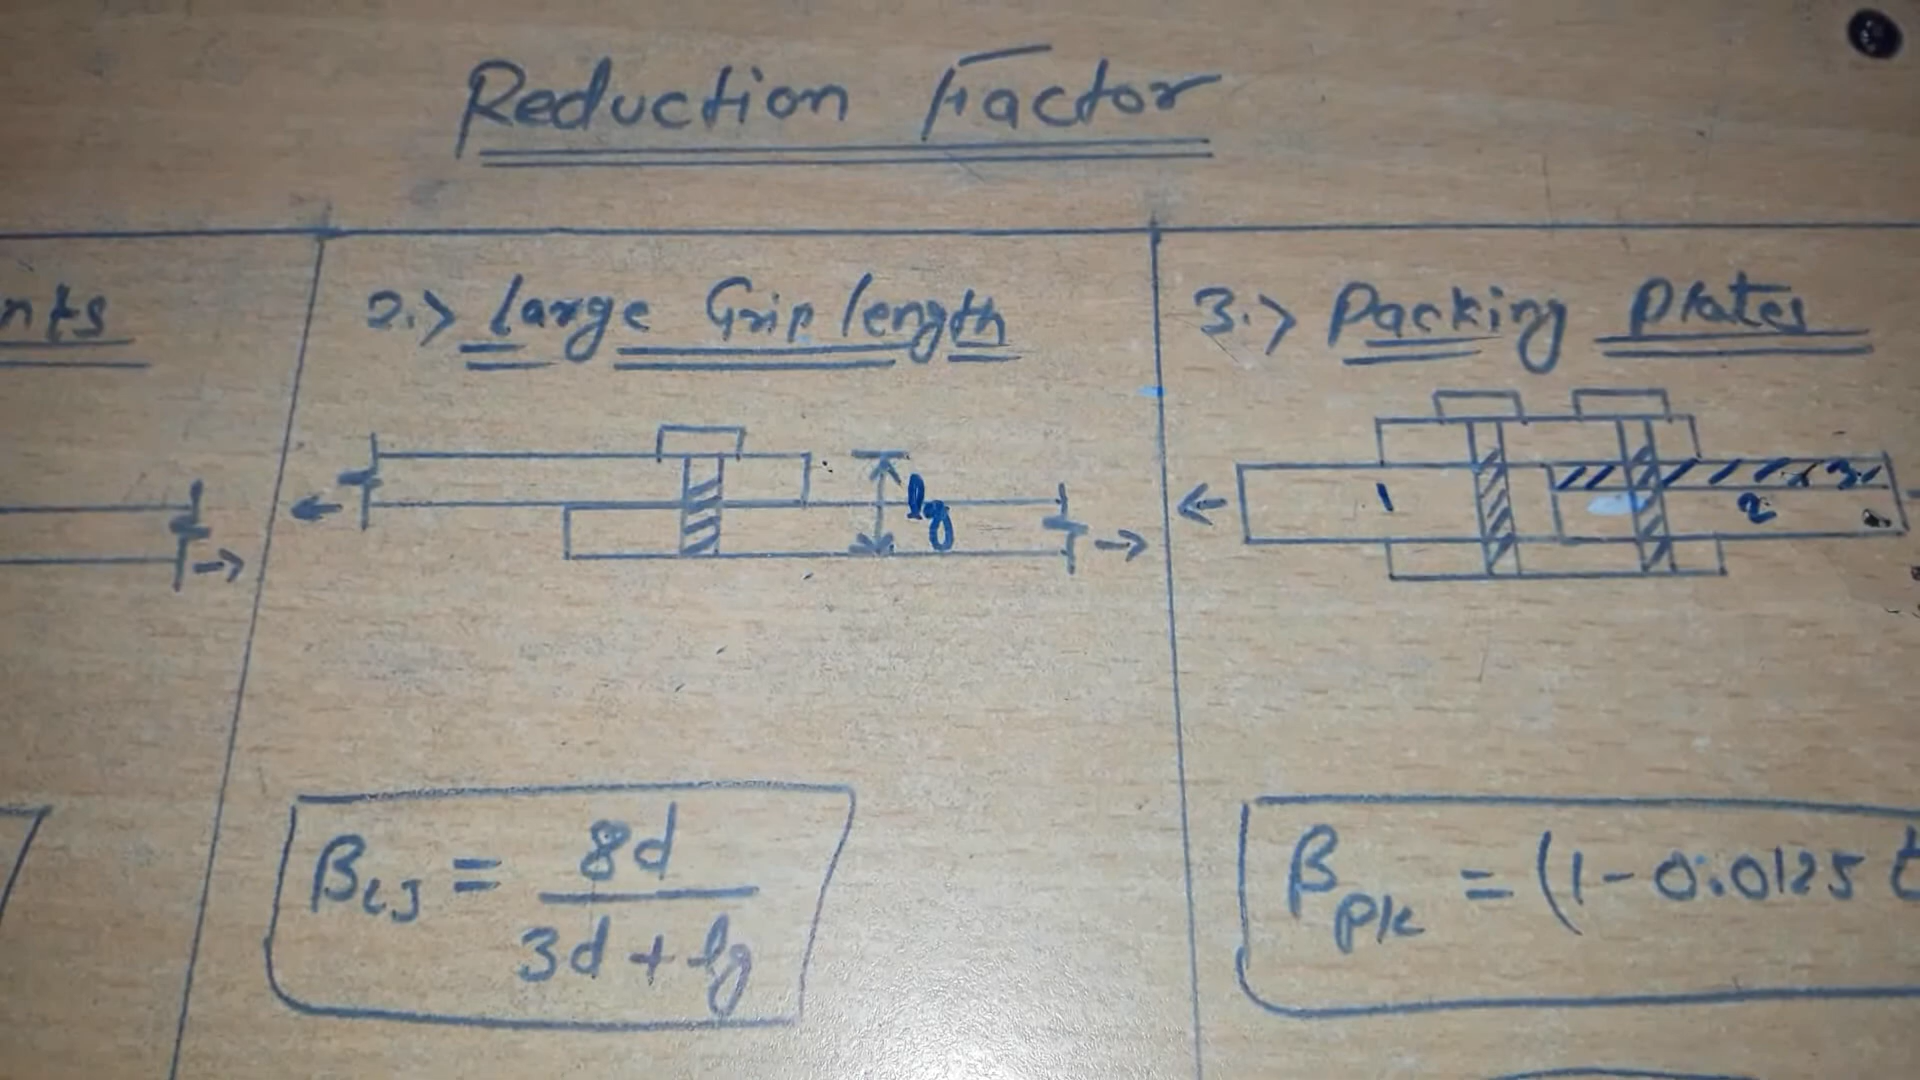 Reduction Factor
nts
2.> Large Grip length
lg
βLJ = 8d / 3d + lg
3.> Packing Plates
1
2
3
βpk = (1 - 0.0125 t